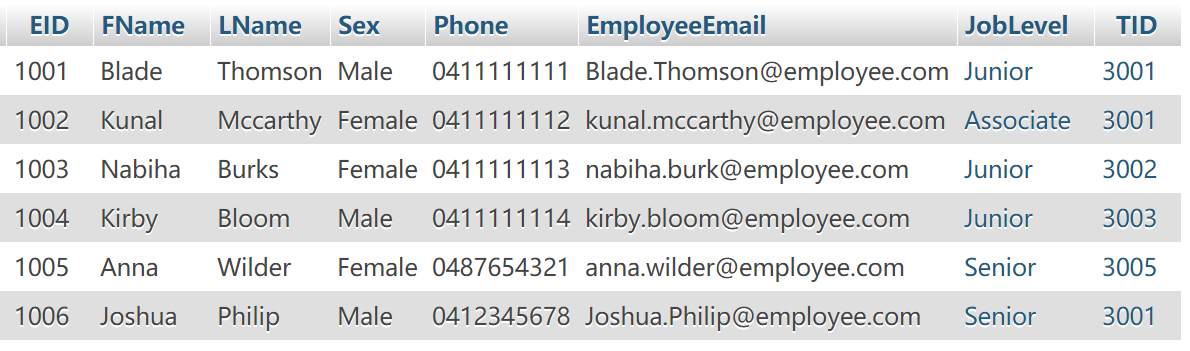 EID FName LName Sex Phone EmployeeEmail JobLevel TID
1001 Blade Thomson Male 0411111111 Blade.Thomson@employee.com Junior 3001
1002 Kunal Mccarthy Female 0411111112 kunal.mccarthy@employee.com Associate 3001
1003 Nabiha Burks Female 0411111113 nabiha.burk@employee.com Junior 3002
1004 Kirby Bloom Male 0411111114 kirby.bloom@employee.com Junior 3003
1005 Anna Wilder Female 0487654321 anna.wilder@employee.com Senior 3005
1006 Joshua Philip Male 0412345678 Joshua.Philip@employee.com Senior 3001